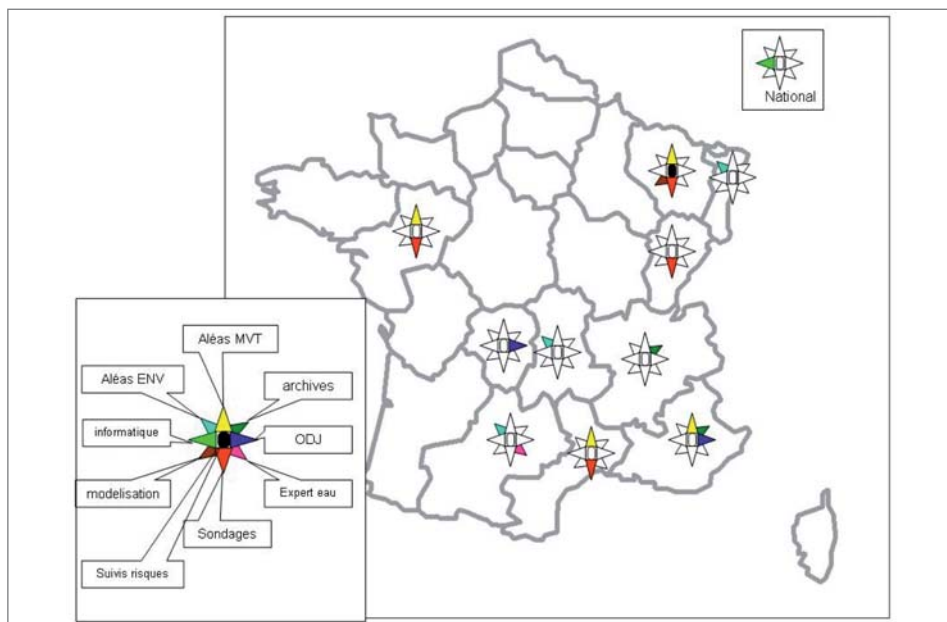 National
Aléas MVT
Aléas ENV
archives
informatique
ODJ
modelisation
Expert eau
Sondages
Suivis risques